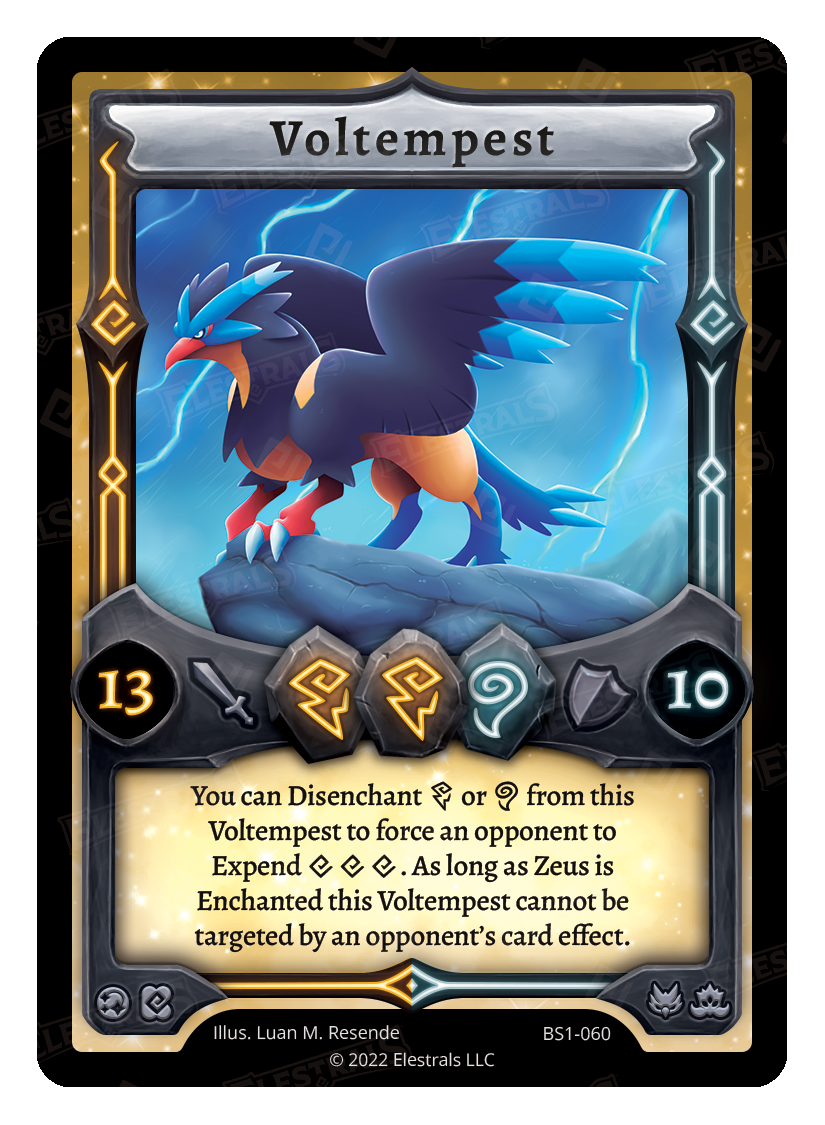 Voltempest
13
10
You can Disenchant or from this
Voltempest to force an opponent to
Expend . As long as Zeus is
Enchanted this Voltempest cannot be
targeted by an opponent's card effect.
Illus. Luan M. Resende
BS1-060
© 2022 Elestrals LLC
ELESTRALS